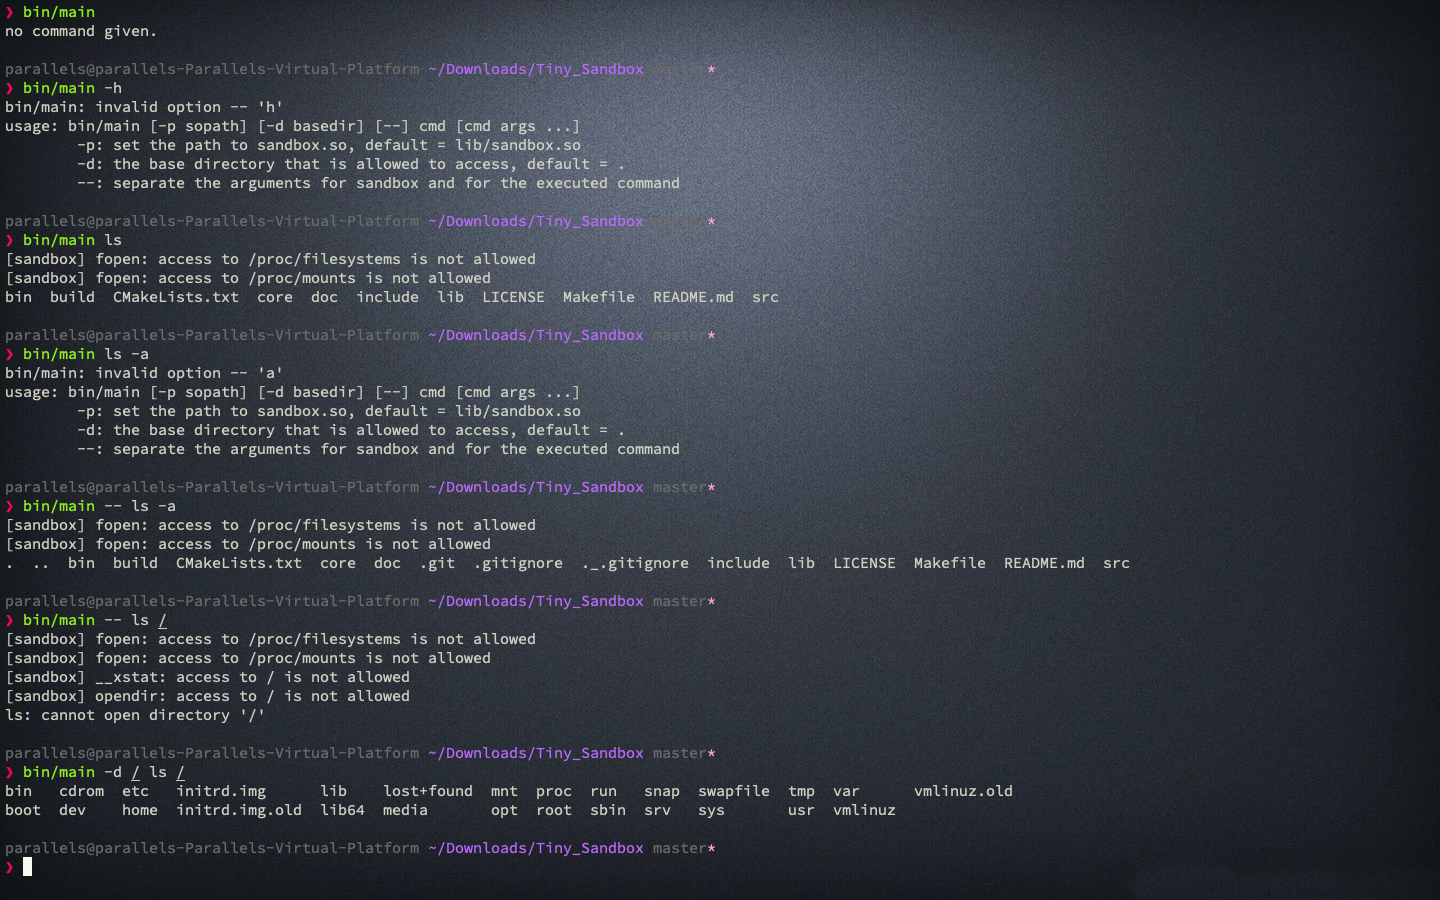 ❯ bin/main
no command given.
parallels@parallels-Parallels-Virtual-Platform ~/Downloads/Tiny_Sandbox master*
❯ bin/main -h
bin/main: invalid option -- 'h'
usage: bin/main [-p sopath] [-d basedir] [--] cmd [cmd args ...]
        -p: set the path to sandbox.so, default = lib/sandbox.so
        -d: the base directory that is allowed to access, default = .
        --: separate the arguments for sandbox and for the executed command
parallels@parallels-Parallels-Virtual-Platform ~/Downloads/Tiny_Sandbox master*
❯ bin/main ls
[sandbox] fopen: access to /proc/filesystems is not allowed
[sandbox] fopen: access to /proc/mounts is not allowed
bin  build  CMakeLists.txt  core  doc  include  lib  LICENSE  Makefile  README.md  src
parallels@parallels-Parallels-Virtual-Platform ~/Downloads/Tiny_Sandbox master*
❯ bin/main ls -a
bin/main: invalid option -- 'a'
usage: bin/main [-p sopath] [-d basedir] [--] cmd [cmd args ...]
        -p: set the path to sandbox.so, default = lib/sandbox.so
        -d: the base directory that is allowed to access, default = .
        --: separate the arguments for sandbox and for the executed command
parallels@parallels-Parallels-Virtual-Platform ~/Downloads/Tiny_Sandbox master*
❯ bin/main -- ls -a
[sandbox] fopen: access to /proc/filesystems is not allowed
[sandbox] fopen: access to /proc/mounts is not allowed
.  ..  bin  build  CMakeLists.txt  core  doc  .git  .gitignore  ._.gitignore  include  lib  LICENSE  Makefile  README.md  src
parallels@parallels-Parallels-Virtual-Platform ~/Downloads/Tiny_Sandbox master*
❯ bin/main -- ls /
[sandbox] fopen: access to /proc/filesystems is not allowed
[sandbox] fopen: access to /proc/mounts is not allowed
[sandbox] __xstat: access to / is not allowed
[sandbox] opendir: access to / is not allowed
ls: cannot open directory '/'
parallels@parallels-Parallels-Virtual-Platform ~/Downloads/Tiny_Sandbox master*
❯ bin/main -d / ls /
bin   cdrom  etc   initrd.img      lib    lost+found  mnt  proc  run   snap  swapfile  tmp  var      vmlinuz.old
boot  dev    home  initrd.img.old  lib64  media       opt  root  sbin  srv   sys       usr  vmlinuz
parallels@parallels-Parallels-Virtual-Platform ~/Downloads/Tiny_Sandbox master*
❯